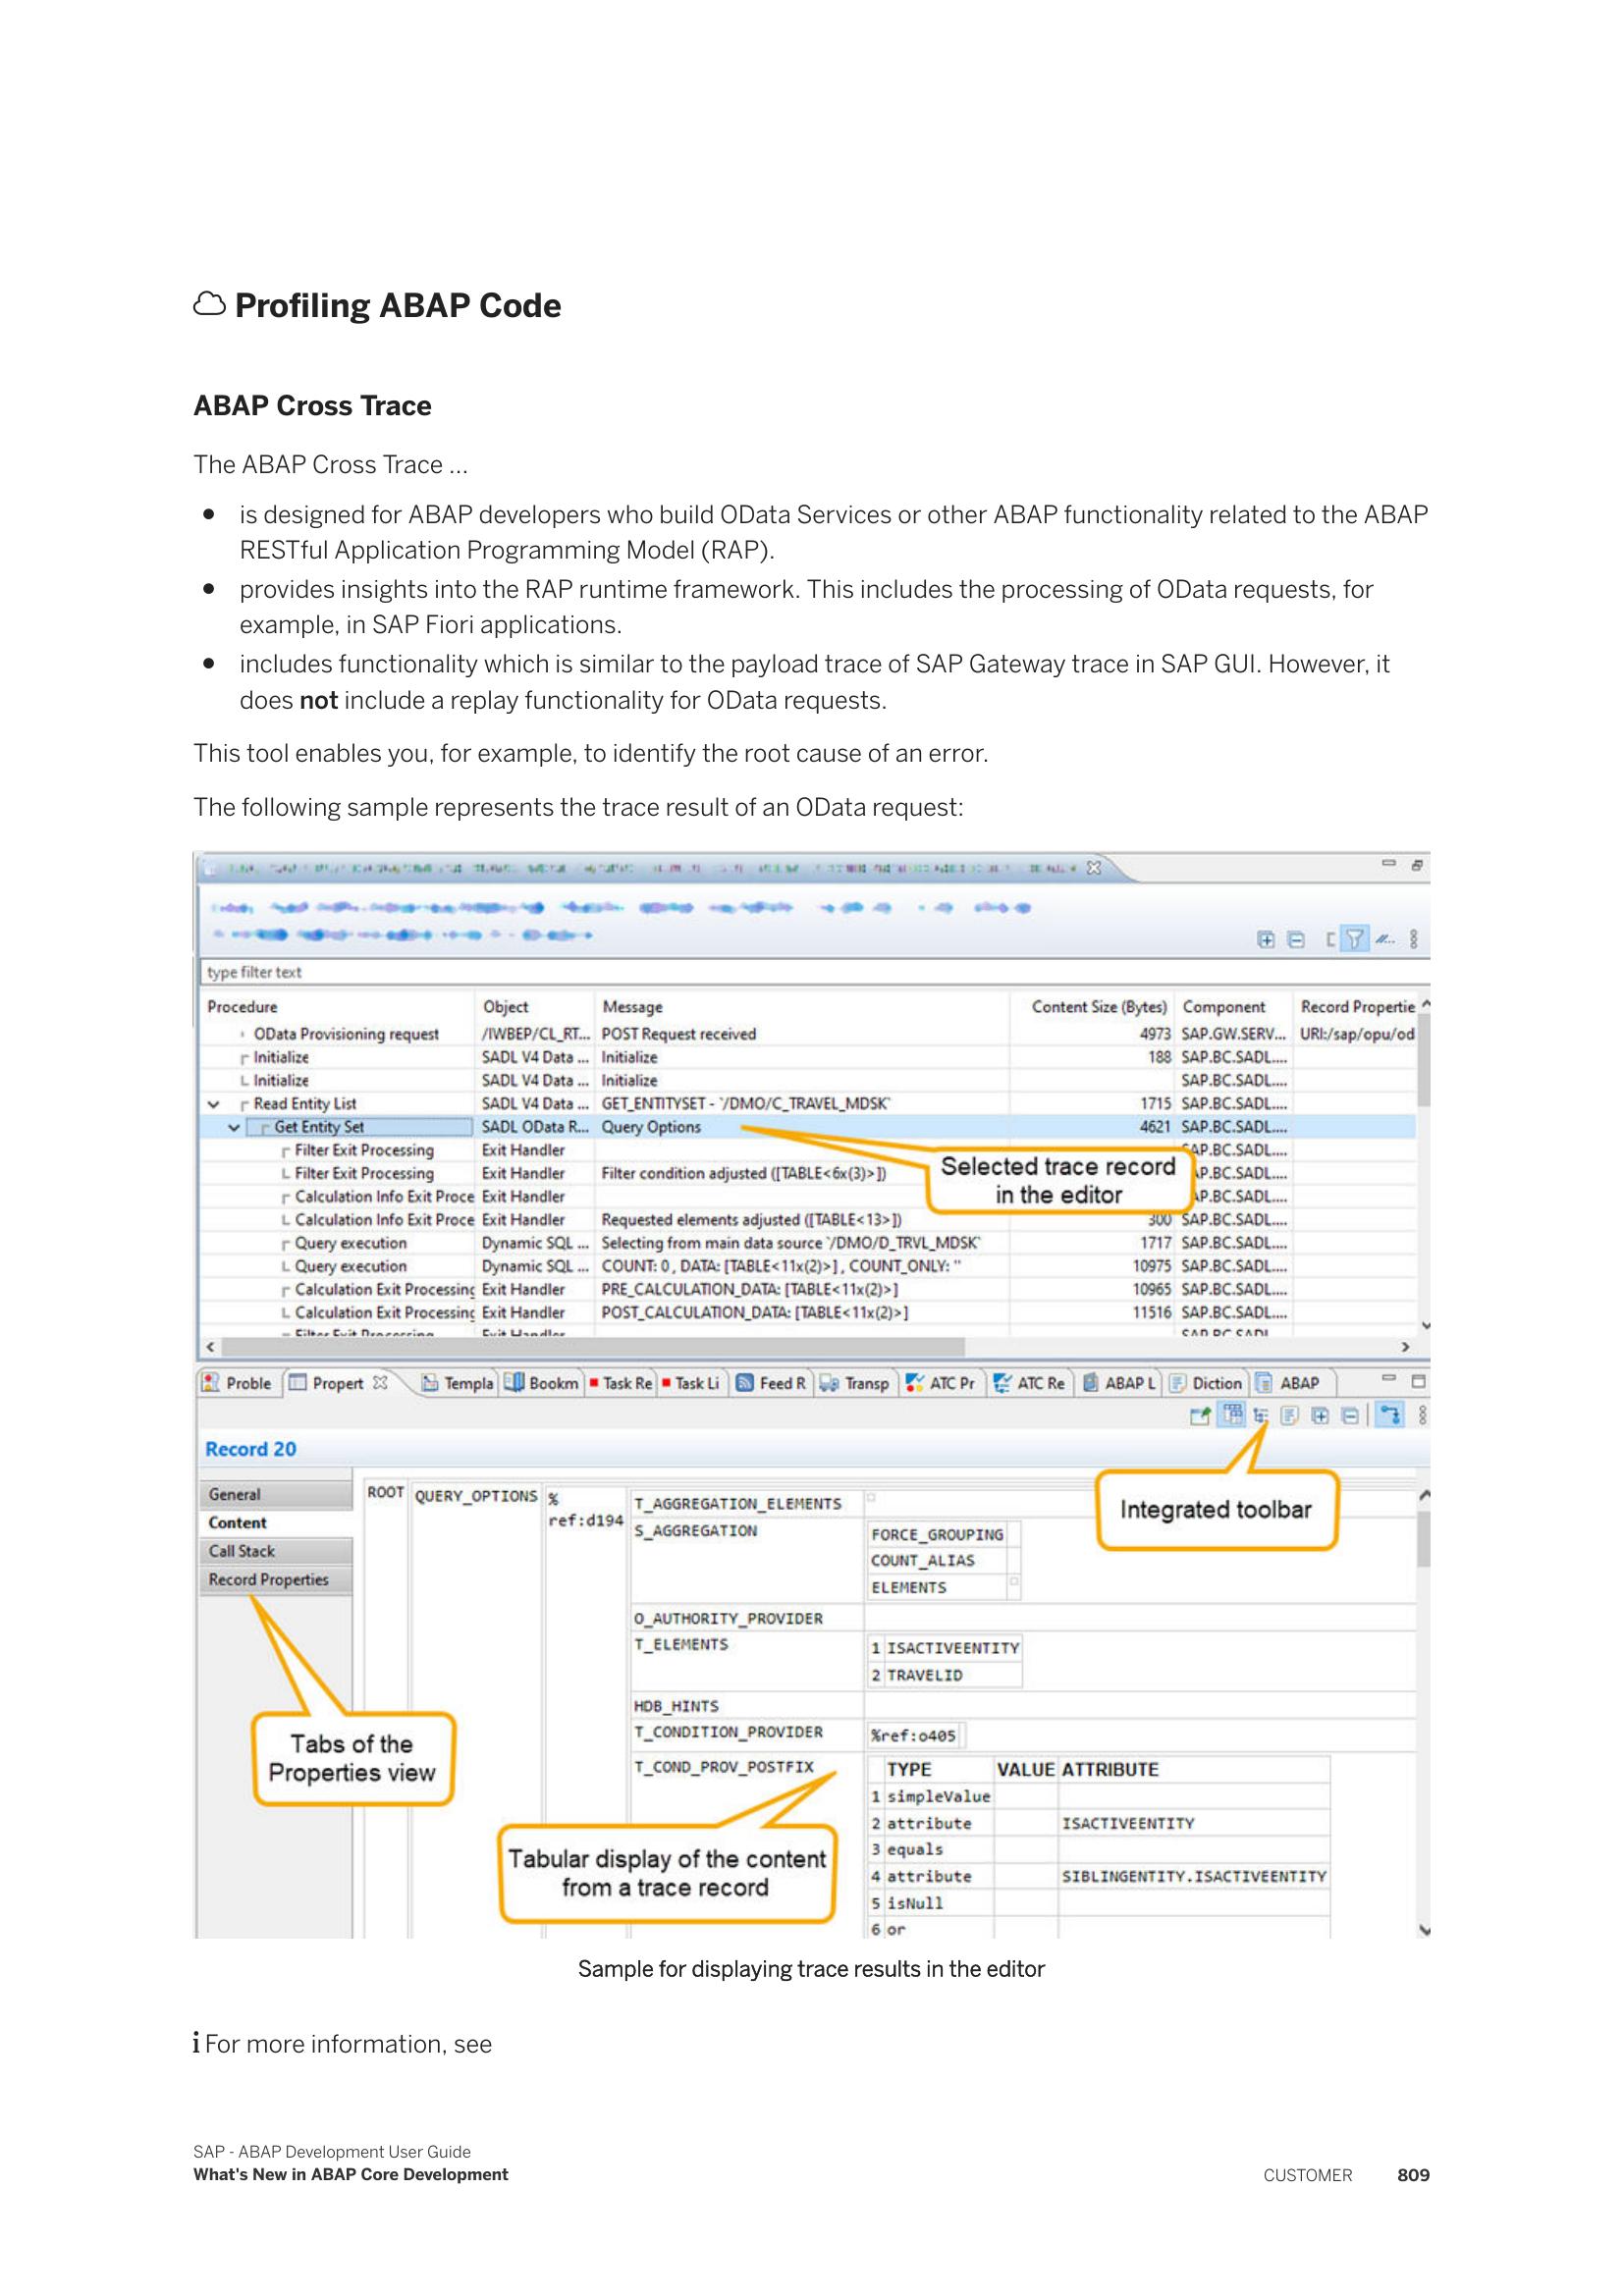 Profiling ABAP Code
ABAP Cross Trace
The ABAP Cross Trace ...
• is designed for ABAP developers who build OData Services or other ABAP functionality related to the ABAP
RESTful Application Programming Model (RAP).
• provides insights into the RAP runtime framework. This includes the processing of OData requests, for
example, in SAP Fiori applications.
• includes functionality which is similar to the payload trace of SAP Gateway trace in SAP GUI. However, it
does not include a replay functionality for OData requests.
This tool enables you, for example, to identify the root cause of an error.
The following sample represents the trace result of an OData request:
type filter text
Procedure Object Message Content Size (Bytes) Component Record Propertie
OData Provisioning request /IWBEP/CL_RT... POST Request received 4973 SAP.GW.SERV... URI:/sap/opu/od
Initialize SADL V4 Data ... Initialize 188 SAP.BC.SADL....
Initialize SADL V4 Data ... Initialize SAP.BC.SADL....
Read Entity List SADL V4 Data ... GET_ENTITYSET - `/DMO/C_TRAVEL_MDSK` 1715 SAP.BC.SADL....
Get Entity Set SADL OData R... Query Options 4621 SAP.BC.SADL....
Filter Exit Processing Exit Handler AP.BC.SADL....
Filter Exit Processing Exit Handler Filter condition adjusted ([TABLE<6x(3)>]) AP.BC.SADL....
Calculation Info Exit Proce Exit Handler AP.BC.SADL....
Calculation Info Exit Proce Exit Handler Requested elements adjusted ([TABLE<13>]) 300 SAP.BC.SADL....
Query execution Dynamic SQL ... Selecting from main data source `/DMO/D_TRVL_MDSK` 1717 SAP.BC.SADL....
Query execution Dynamic SQL ... COUNT: 0 , DATA: [TABLE<11x(2)>] , COUNT_ONLY: '' 10975 SAP.BC.SADL....
Calculation Exit Processing Exit Handler PRE_CALCULATION_DATA: [TABLE<11x(2)>] 10965 SAP.BC.SADL....
Calculation Exit Processing Exit Handler POST_CALCULATION_DATA: [TABLE<11x(2)>] 11516 SAP.BC.SADL....
Filter Exit Processing Exit Handler SAP.BC.SADL
Selected trace record
in the editor
Proble Propert Templa Bookm Task Re Task Li Feed R Transp ATC Pr ATC Re ABAP L Diction ABAP
Record 20
General
Content
Call Stack
Record Properties
ROOT QUERY_OPTIONS %
ref:d194
T_AGGREGATION_ELEMENTS
S_AGGREGATION FORCE_GROUPING
COUNT_ALIAS
ELEMENTS
O_AUTHORITY_PROVIDER
T_ELEMENTS 1 ISACTIVEENTITY
2 TRAVELID
HDB_HINTS
T_CONDITION_PROVIDER %ref:o405
T_COND_PROV_POSTFIX TYPE VALUE ATTRIBUTE
1 simpleValue
2 attribute ISACTIVEENTITY
3 equals
4 attribute SIBLINGENTITY.ISACTIVEENTITY
5 isNull
6 or
Integrated toolbar
Tabs of the
Properties view
Tabular display of the content
from a trace record
Sample for displaying trace results in the editor
i For more information, see
SAP - ABAP Development User Guide
What's New in ABAP Core Development CUSTOMER 809